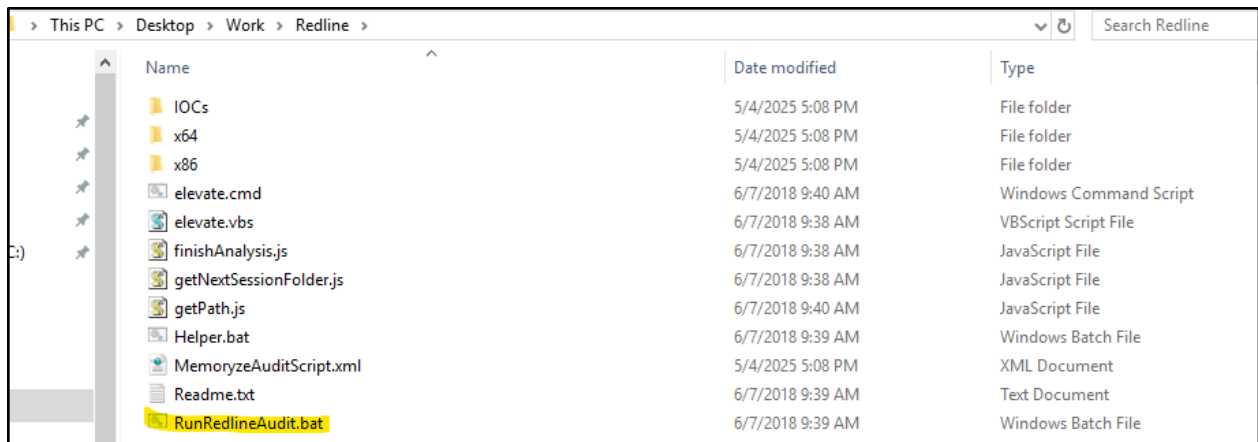 This PC > Desktop > Work > Redline > Search Redline
Name Date modified Type
IOCs 5/4/2025 5:08 PM File folder
x64 5/4/2025 5:08 PM File folder
x86 5/4/2025 5:08 PM File folder
elevate.cmd 6/7/2018 9:40 AM Windows Command Script
elevate.vbs 6/7/2018 9:38 AM VBScript Script File
C:) finishAnalysis.js 6/7/2018 9:38 AM JavaScript File
getNextSessionFolder.js 6/7/2018 9:38 AM JavaScript File
getPath.js 6/7/2018 9:40 AM JavaScript File
Helper.bat 6/7/2018 9:39 AM Windows Batch File
MemoryzeAuditScript.xml 5/4/2025 5:08 PM XML Document
Readme.txt 6/7/2018 9:39 AM Text Document
RunRedlineAudit.bat 6/7/2018 9:39 AM Windows Batch File